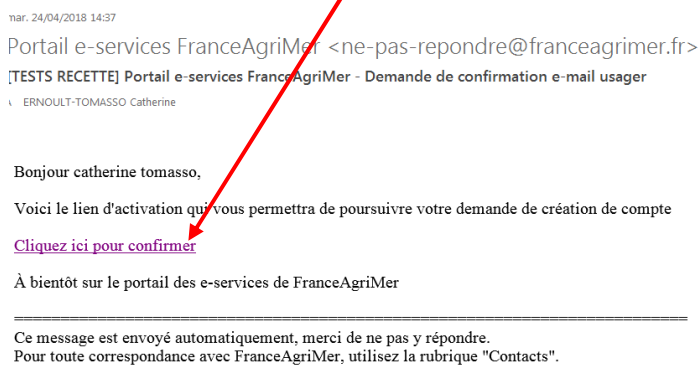 mar. 24/04/2018 14:37
Portail e-services FranceAgriMer <ne-pas-repondre@franceagrimer.fr>
[TESTS RECETTE] Portail e-services FranceAgriMer - Demande de confirmation e-mail usager
ERNOULT-TOMASSO Catherine
Bonjour catherine tomasso,
Voici le lien d'activation qui vous permettra de poursuivre votre demande de création de compte
Cliquez ici pour confirmer
À bientôt sur le portail des e-services de FranceAgriMer
Ce message est envoyé automatiquement, merci de ne pas y répondre.
Pour toute correspondance avec FranceAgriMer, utilisez la rubrique "Contacts".